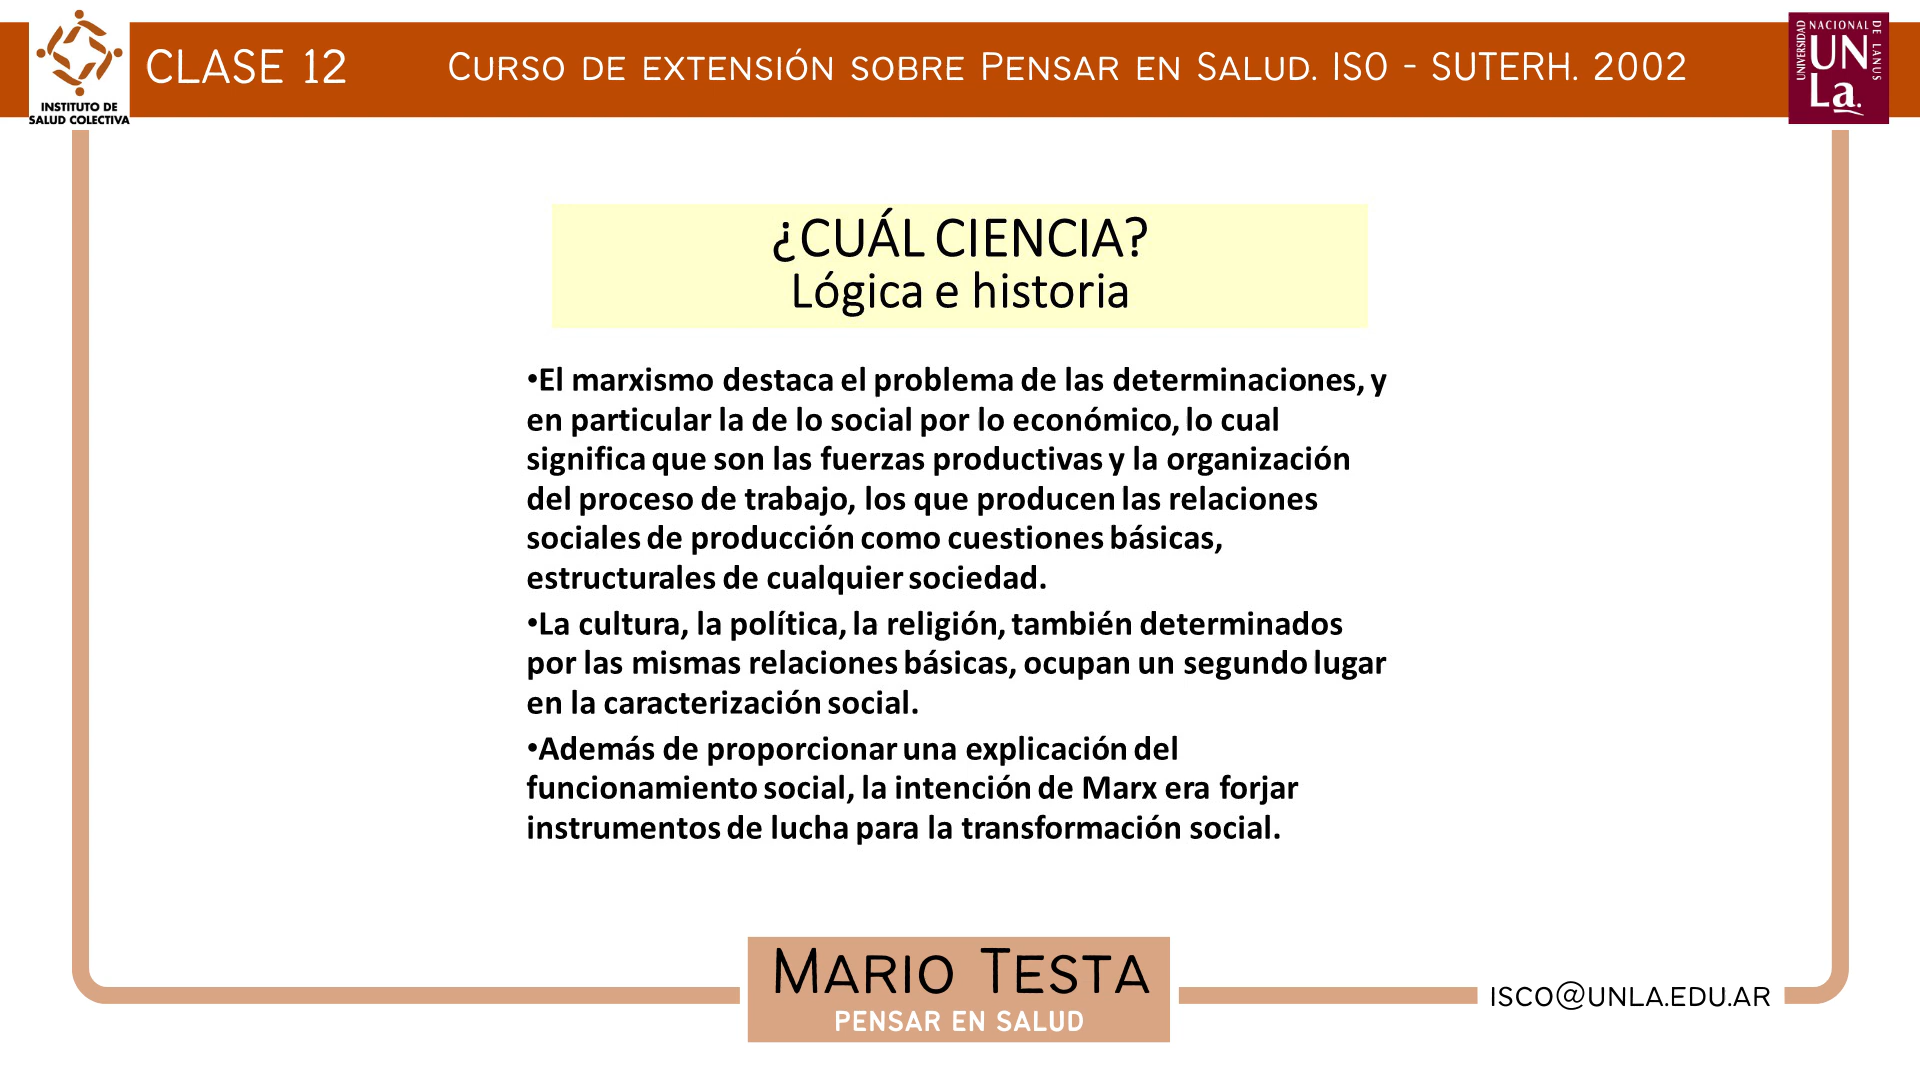 INSTITUTO DE
SALUD COLECTIVA
CLASE 12
CURSO DE EXTENSIÓN SOBRE PENSAR EN SALUD. ISO - SUTERH. 2002
UNIVERSIDAD
NACIONAL
DE LANUS
UN
La.
¿CUÁL CIENCIA?
Lógica e historia
•El marxismo destaca el problema de las determinaciones, y
en particular la de lo social por lo económico, lo cual
significa que son las fuerzas productivas y la organización
del proceso de trabajo, los que producen las relaciones
sociales de producción como cuestiones básicas,
estructurales de cualquier sociedad.
•La cultura, la política, la religión, también determinados
por las mismas relaciones básicas, ocupan un segundo lugar
en la caracterización social.
•Además de proporcionar una explicación del
funcionamiento social, la intención de Marx era forjar
instrumentos de lucha para la transformación social.
MARIO TESTA
PENSAR EN SALUD
ISCO@UNLA.EDU.AR